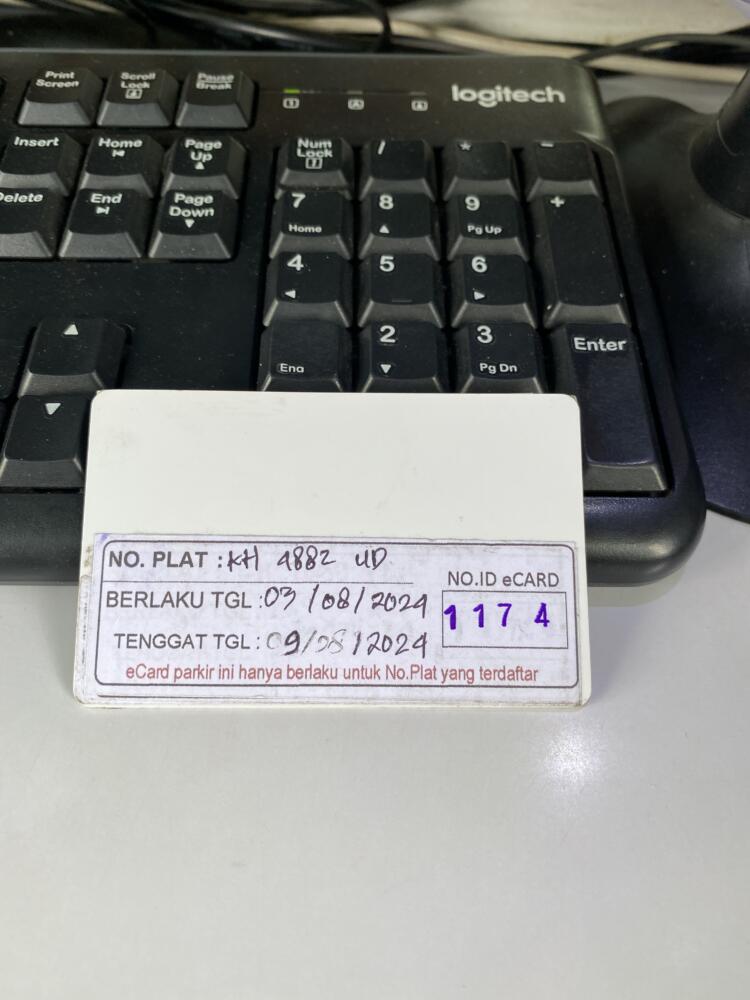 Print Screen
Scroll Lock
Pause Break
logitech
Insert
Home
Page Up
Num Lock
/
*
-
Delete
End
Page Down
7 Home
8
9 Pg Up
+
4
5
6
2
3 Pg Dn
Enter
End
NO. PLAT : KH 4882 UD
BERLAKU TGL : 03/08/2024
TENGGAT TGL : 09/08/2024
NO.ID eCARD
1174
eCard parkir ini hanya berlaku untuk No.Plat yang terdaftar